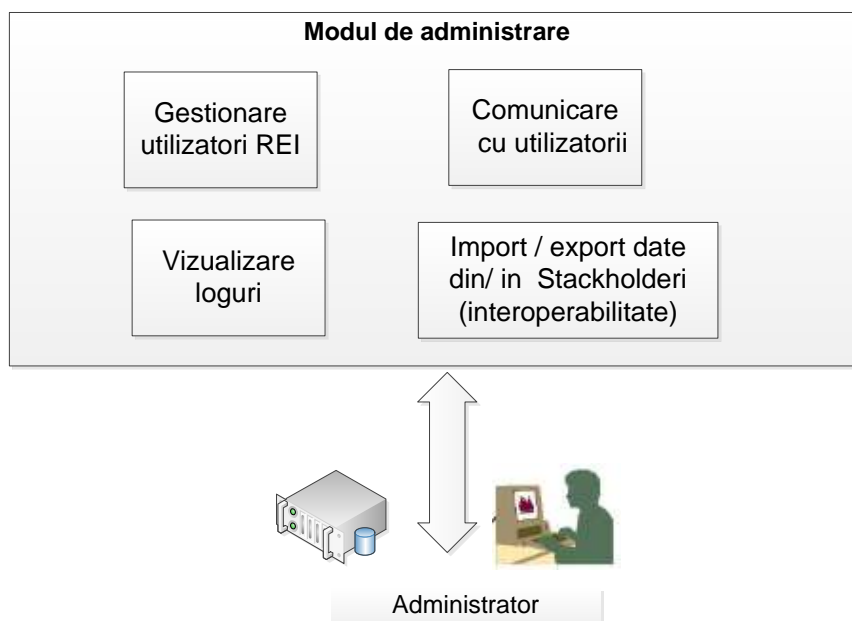 Modul de administrare
Gestionare
utilizatori REI
Comunicare
cu utilizatorii
Vizualizare
loguri
Import / export date
din/ in Stackholderi
(interoperabilitate)
Administrator